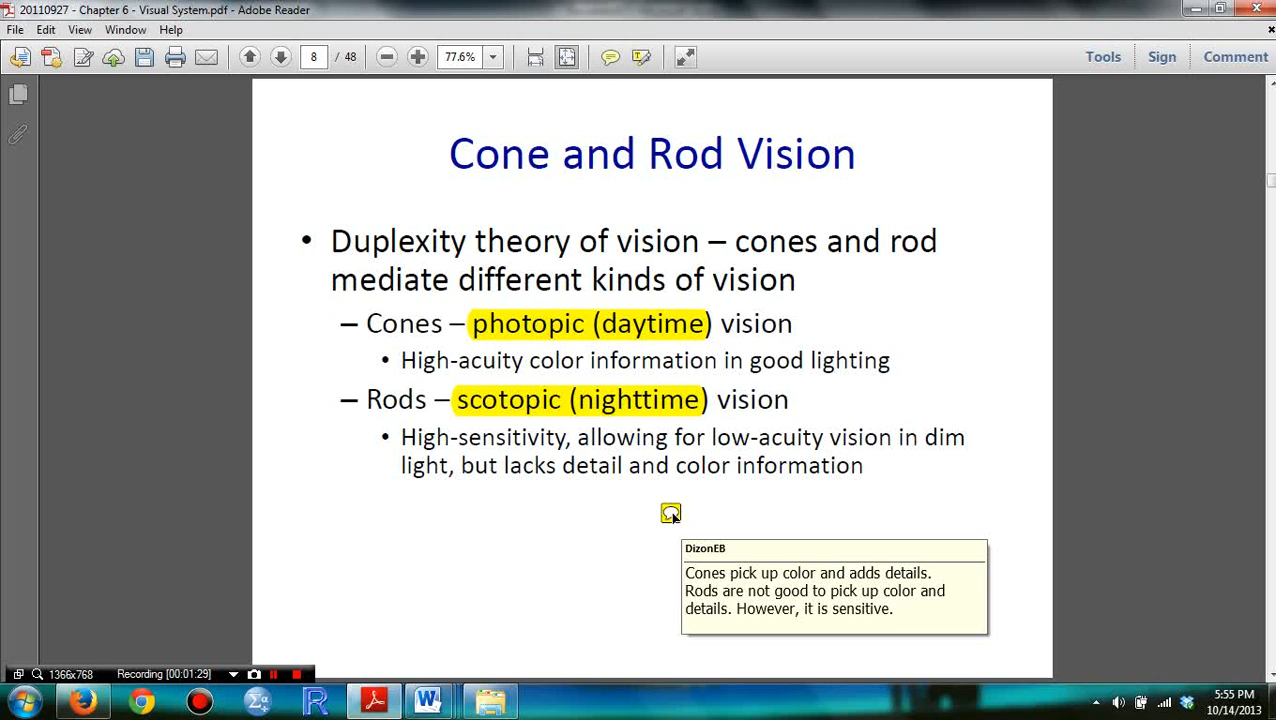 20110927 - Chapter 6 - Visual System.pdf - Adobe Reader
File Edit View Window Help
8 / 48 77.6% Tools Sign Comment
Cone and Rod Vision
• Duplexity theory of vision – cones and rod
mediate different kinds of vision
– Cones – photopic (daytime) vision
• High-acuity color information in good lighting
– Rods – scotopic (nighttime) vision
• High-sensitivity, allowing for low-acuity vision in dim
light, but lacks detail and color information
DizonEB
Cones pick up color and adds details.
Rods are not good to pick up color and
details. However, it is sensitive.
1366x768 Recording [00:01:29]
5:55 PM
10/14/2013